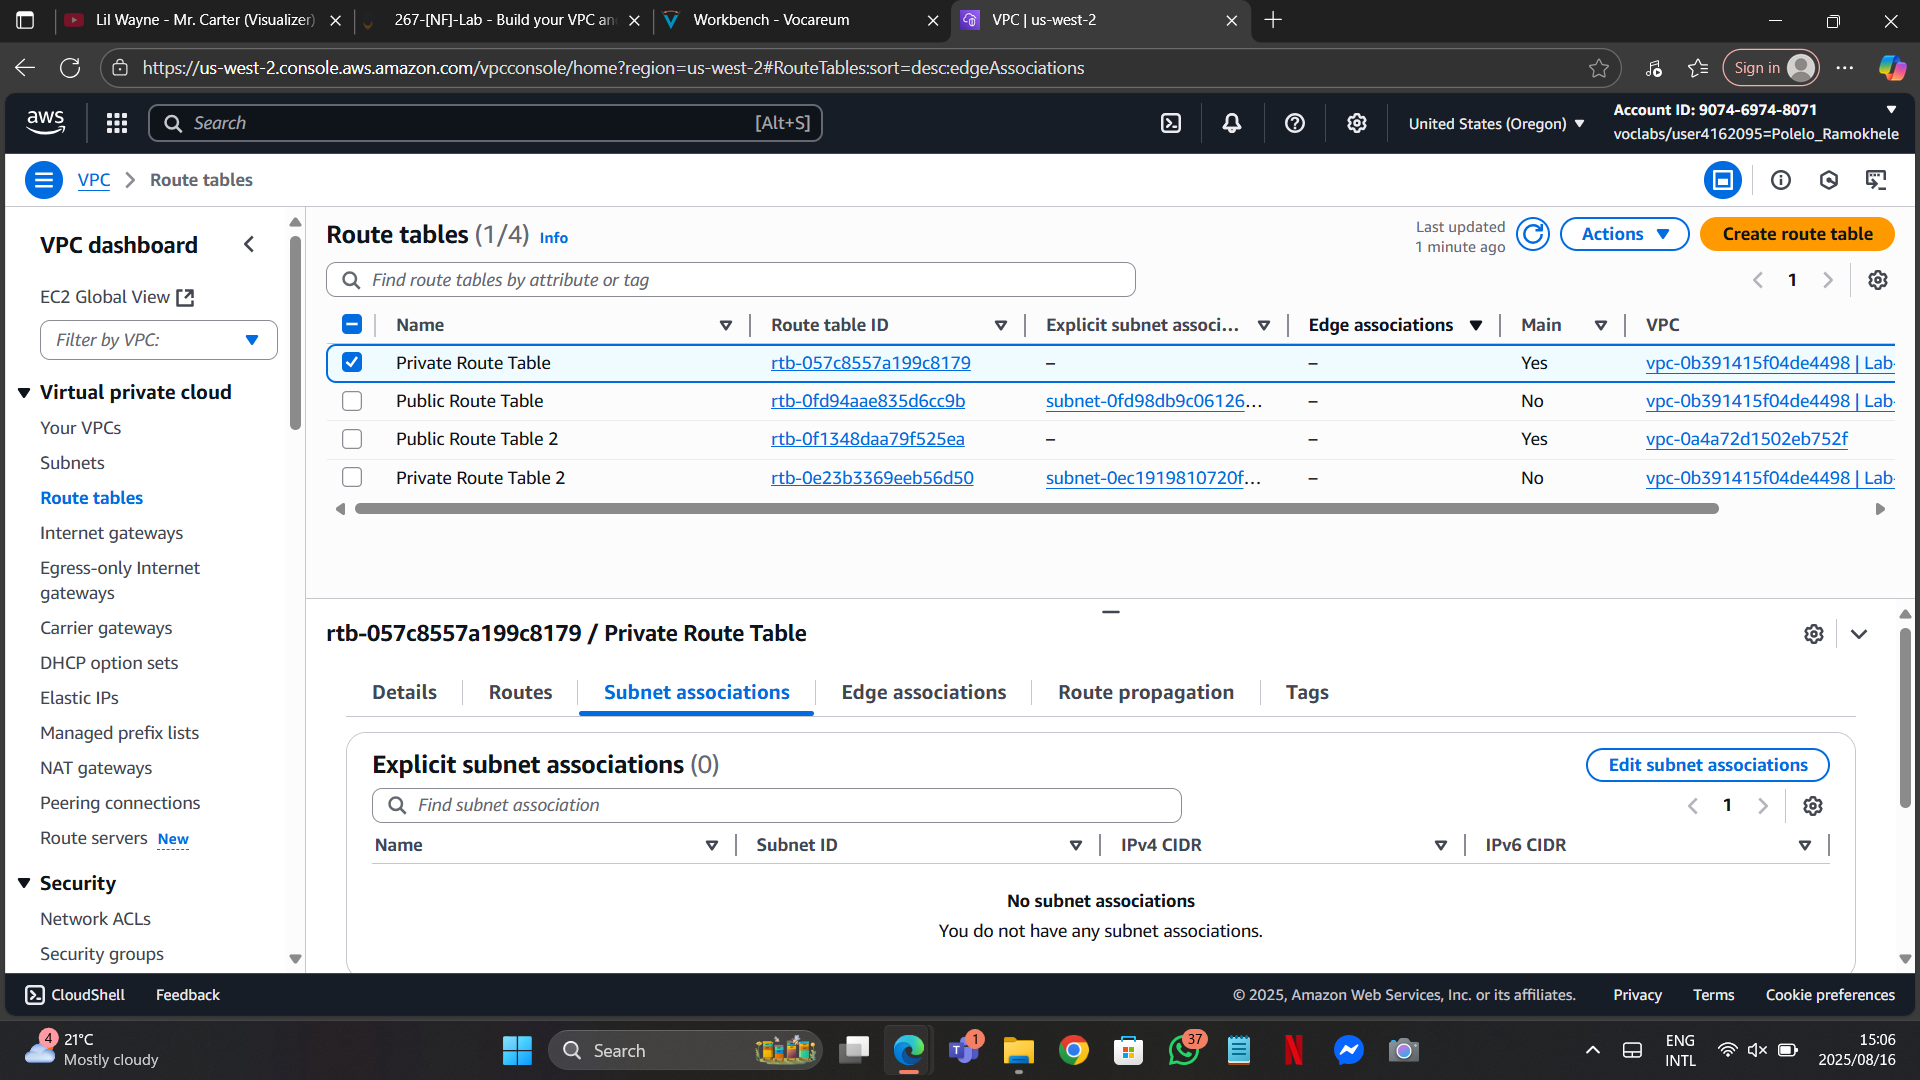 Lil Wayne - Mr. Carter (Visualizer)
267-[NF]-Lab - Build your VPC an
Workbench - Vocareum
VPC | us-west-2
https://us-west-2.console.aws.amazon.com/vpcconsole/home?region=us-west-2#RouteTables:sort=desc:edgeAssociations
Sign in
aws
Search
[Alt+S]
United States (Oregon)
Account ID: 9074-6974-8071
voclabs/user4162095=Polelo_Ramokhele
VPC
Route tables
VPC dashboard
EC2 Global View
Filter by VPC:
Virtual private cloud
Your VPCs
Subnets
Route tables
Internet gateways
Egress-only Internet
gateways
Carrier gateways
DHCP option sets
Elastic IPs
Managed prefix lists
NAT gateways
Peering connections
Route servers New
Security
Network ACLs
Security groups
Route tables (1/4) Info
Last updated
1 minute ago
Actions
Create route table
Find route tables by attribute or tag
1
Name Route table ID Explicit subnet associ... Edge associations Main VPC
Private Route Table rtb-057c8557a199c8179 – – Yes vpc-0b391415f04de4498 | Lab-
Public Route Table rtb-0fd94aae835d6cc9b subnet-0fd98db9c06126... – No vpc-0b391415f04de4498 | Lab-
Public Route Table 2 rtb-0f1348daa79f525ea – – Yes vpc-0a4a72d1502eb752f
Private Route Table 2 rtb-0e23b3369eeb56d50 subnet-0ec1919810720f... – No vpc-0b391415f04de4498 | Lab-
rtb-057c8557a199c8179 / Private Route Table
Details Routes Subnet associations Edge associations Route propagation Tags
Explicit subnet associations (0)
Edit subnet associations
Find subnet association
1
Name Subnet ID IPv4 CIDR IPv6 CIDR
No subnet associations
You do not have any subnet associations.
CloudShell
Feedback
© 2025, Amazon Web Services, Inc. or its affiliates.
Privacy
Terms
Cookie preferences
4
21°C
Mostly cloudy
Search
1
37
ENG
INTL
15:06
2025/08/16